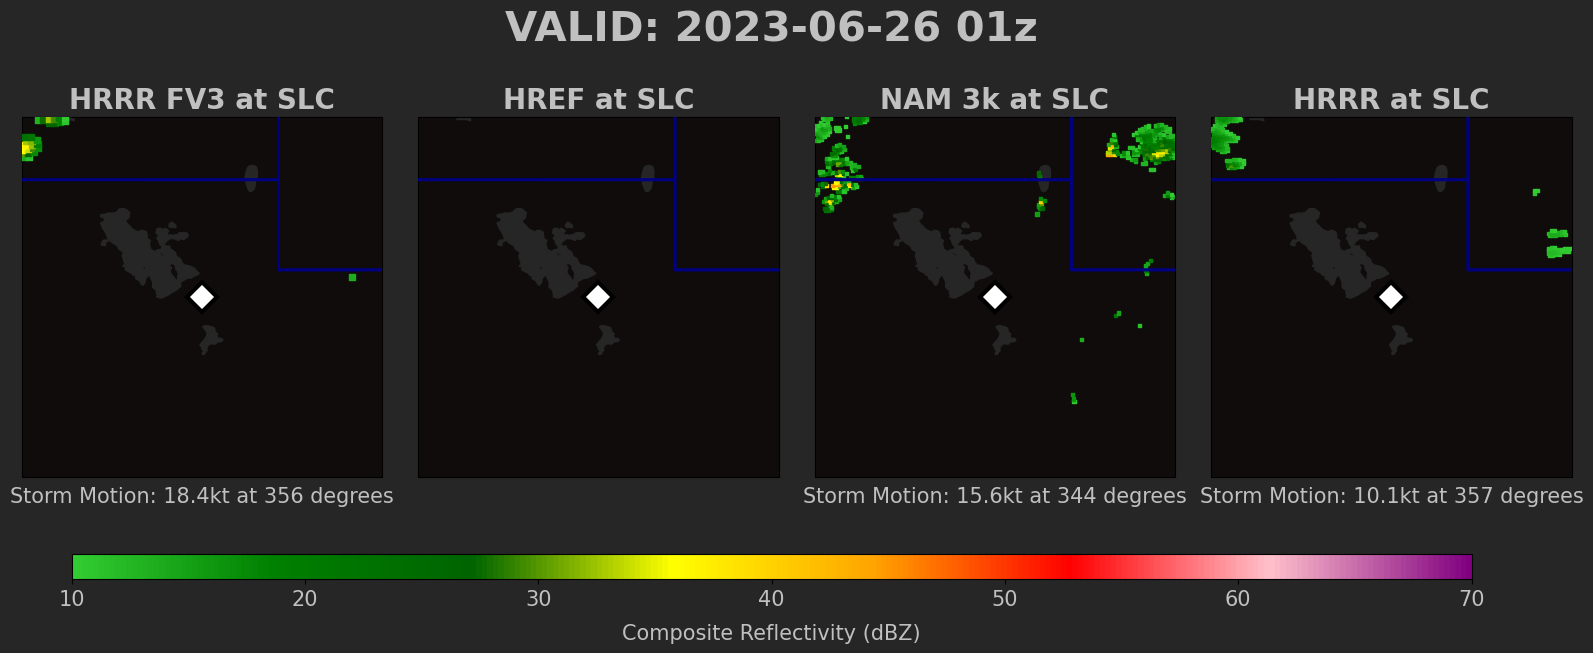 VALID: 2023-06-26 01z
HRRR FV3 at SLC
HREF at SLC
NAM 3k at SLC
HRRR at SLC
Storm Motion: 18.4kt at 356 degrees
Storm Motion: 15.6kt at 344 degrees
Storm Motion: 10.1kt at 357 degrees
10 20 30 40 50 60 70
Composite Reflectivity (dBZ)